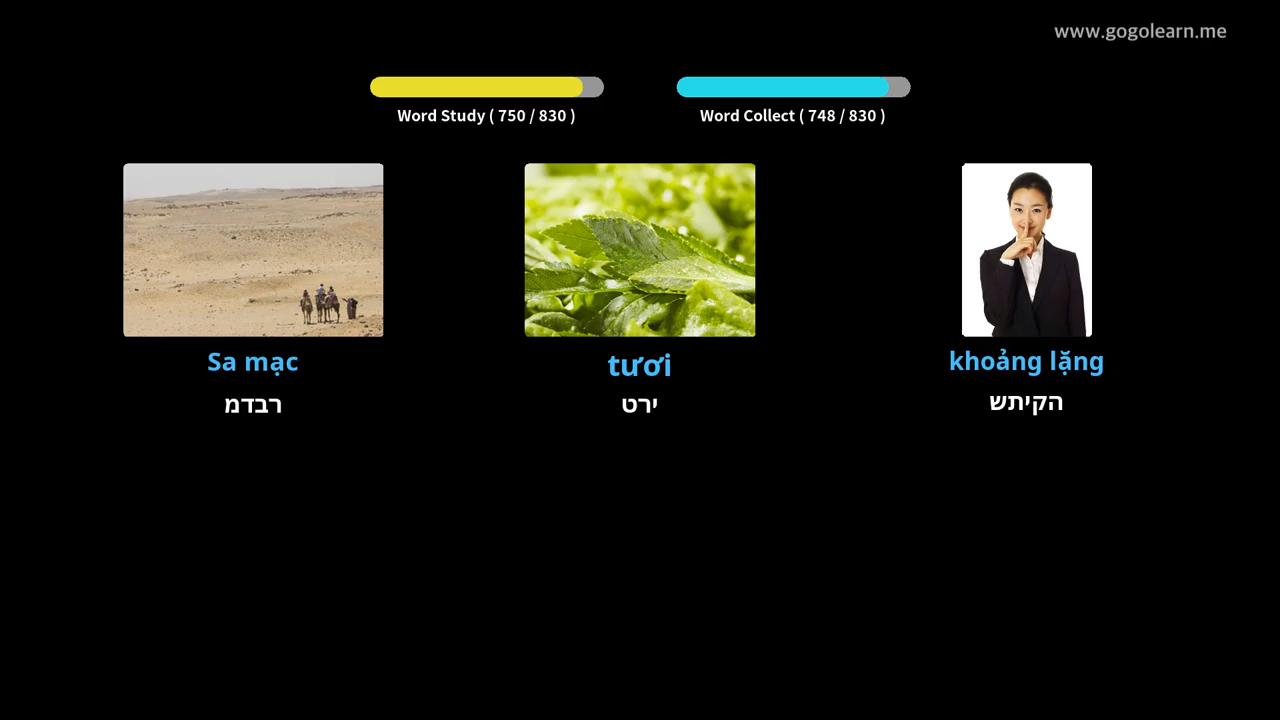 www.gogolearn.me
Word Study ( 750 / 830 )
Word Collect ( 748 / 830 )
Sa mạc
רבדמ
tươi
ירט
khoảng lặng
הקיתש